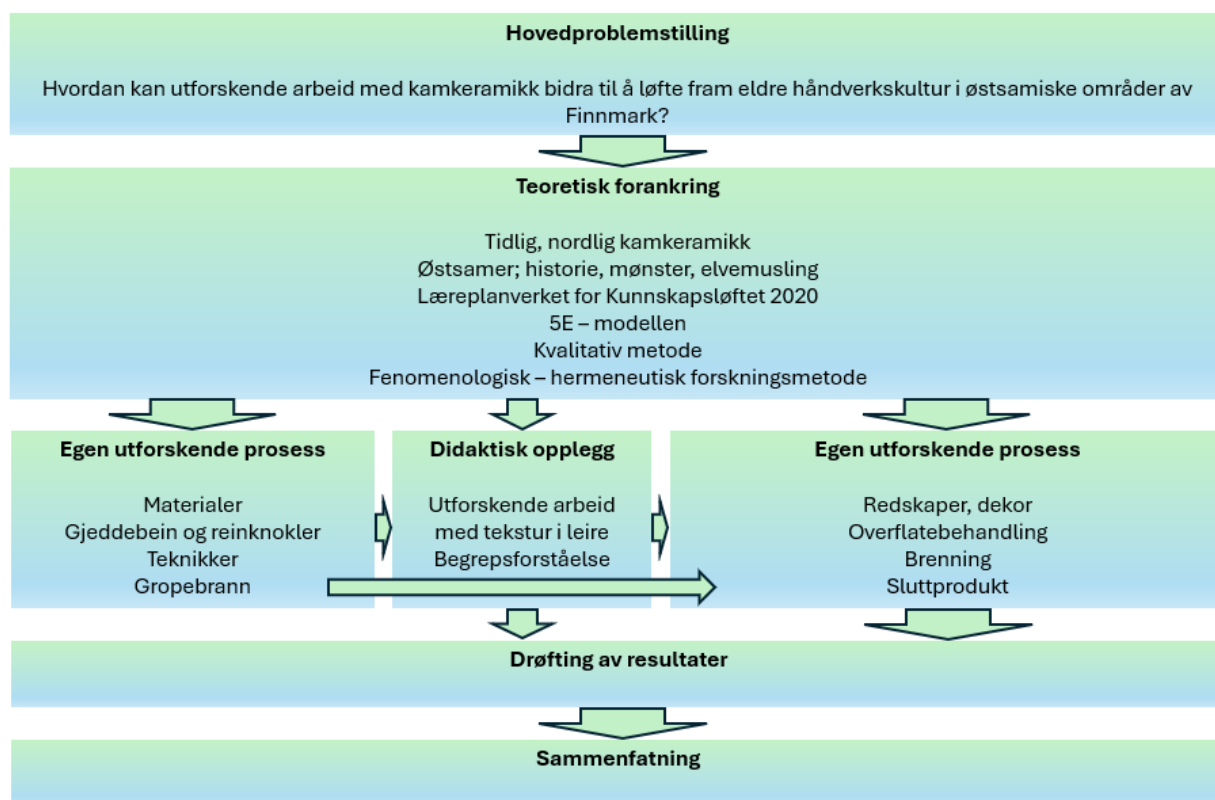 Hovedproblemstilling
Hvordan kan utforskende arbeid med kamkeramikk bidra til å løfte fram eldre håndverkskultur i østsamiske områder av
Finnmark?
Teoretisk forankring
Tidlig, nordlig kamkeramikk
Østsamer; historie, mønster, elvemusling
Læreplanverket for Kunnskapsløftet 2020
5E – modellen
Kvalitativ metode
Fenomenologisk – hermeneutisk forskningsmetode
Egen utforskende prosess
Materialer
Gjeddebein og reinknokler
Teknikker
Gropebrann
Didaktisk opplegg
Utforskende arbeid
med tekstur i leire
Begrepsforståelse
Egen utforskende prosess
Redskaper, dekor
Overflatebehandling
Brenning
Sluttprodukt
Drøfting av resultater
Sammenfatning